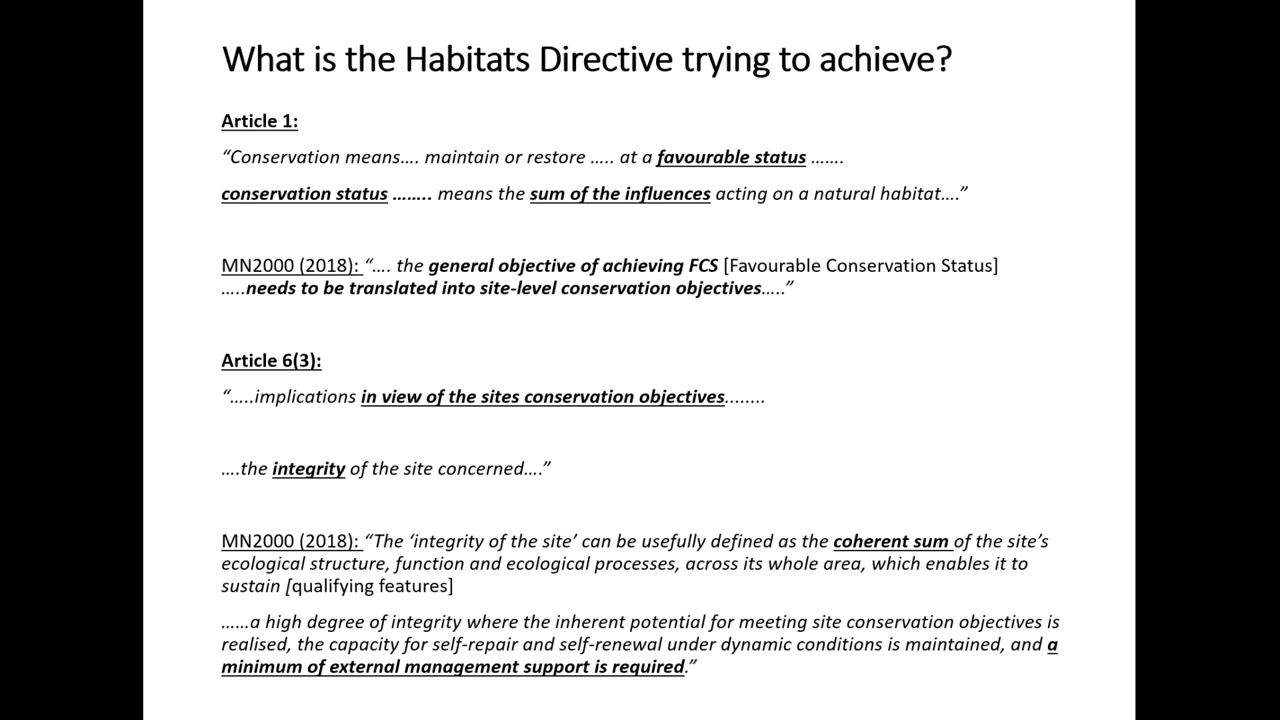 What is the Habitats Directive trying to achieve?
Article 1:
“Conservation means…. maintain or restore ….. at a favourable status …….
conservation status …….. means the sum of the influences acting on a natural habitat….”
MN2000 (2018): “…. the general objective of achieving FCS [Favourable Conservation Status]
…..needs to be translated into site-level conservation objectives…..”
Article 6(3):
“…..implications in view of the sites conservation objectives........
….the integrity of the site concerned….”
MN2000 (2018): “The ‘integrity of the site’ can be usefully defined as the coherent sum of the site’s
ecological structure, function and ecological processes, across its whole area, which enables it to
sustain [qualifying features]
……a high degree of integrity where the inherent potential for meeting site conservation objectives is
realised, the capacity for self-repair and self-renewal under dynamic conditions is maintained, and a
minimum of external management support is required.”